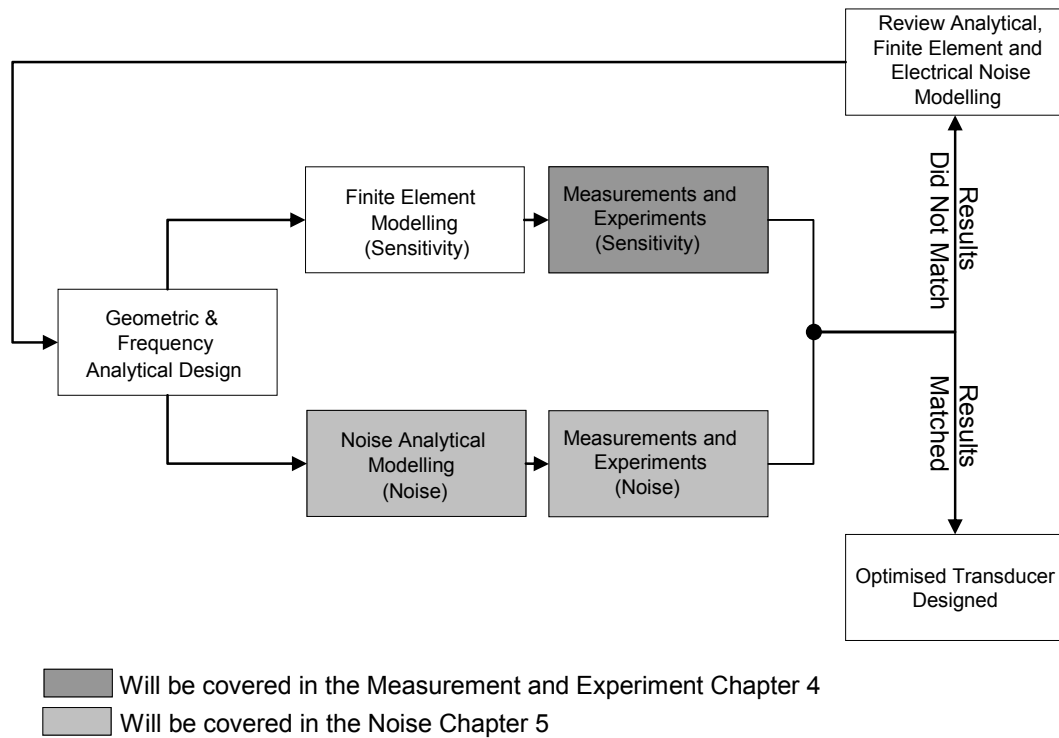 Review Analytical,
Finite Element and
Electrical Noise
Modelling
Results
Did Not Match
Finite Element
Modelling
(Sensitivity)
Measurements and
Experiments
(Sensitivity)
Geometric &
Frequency
Analytical Design
Noise Analytical
Modelling
(Noise)
Measurements and
Experiments
(Noise)
Results
Matched
Optimised Transducer
Designed
Will be covered in the Measurement and Experiment Chapter 4
Will be covered in the Noise Chapter 5